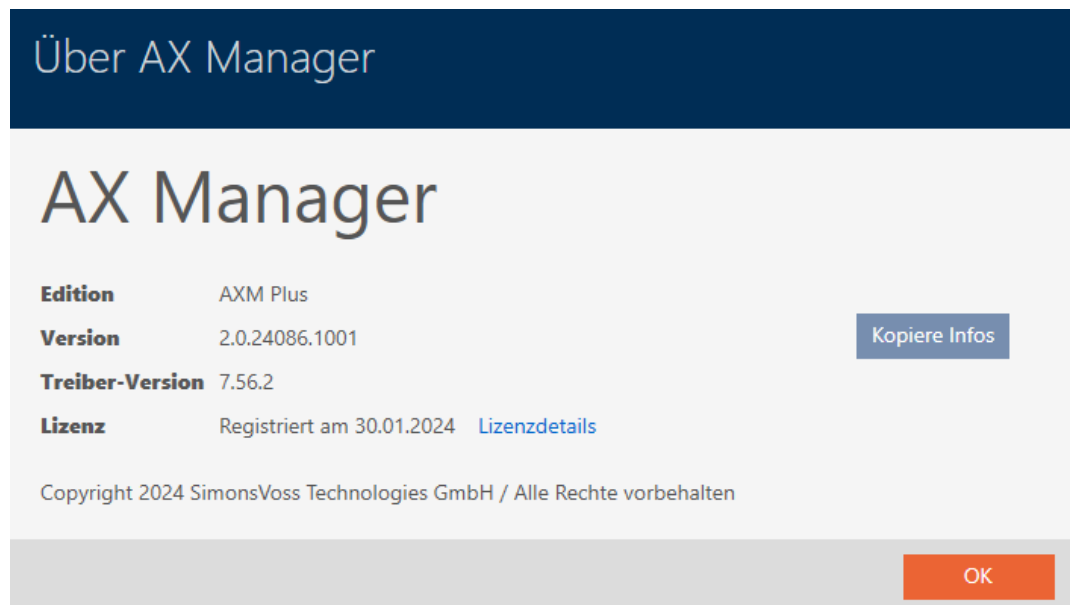 Über AX Manager
AX Manager
Edition AXM Plus
Version 2.0.24086.1001
Kopiere Infos
Treiber-Version 7.56.2
Lizenz Registriert am 30.01.2024 Lizenzdetails
Copyright 2024 SimonsVoss Technologies GmbH / Alle Rechte vorbehalten
OK